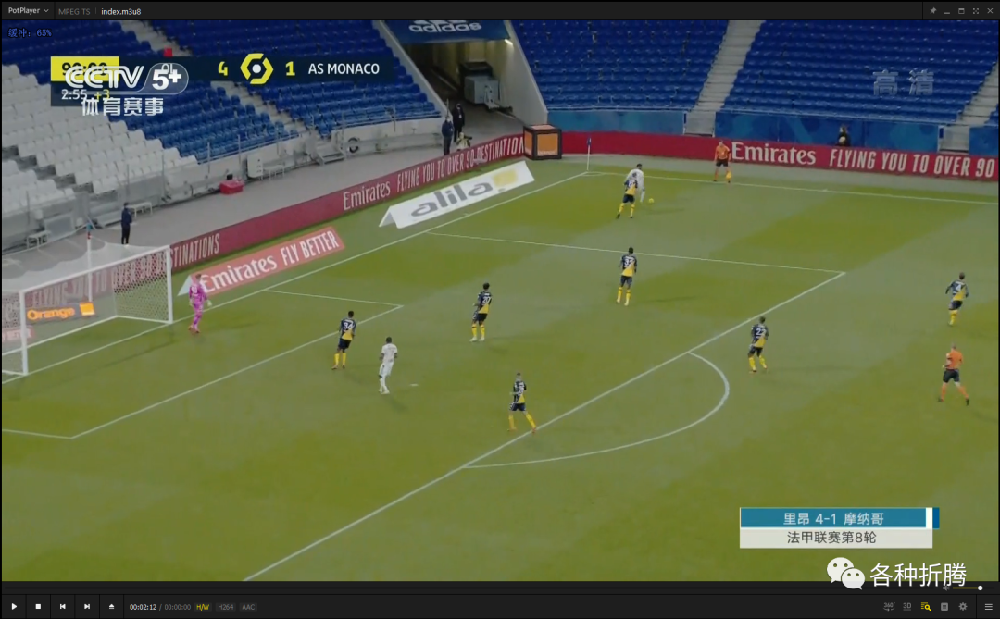 PotPlayer MPEG TS index.m3u8
缓冲: 65%
adidas
90:00 OL 4 1 AS MONACO
CCTV 5+
2:55 +3
体育赛事
高清
Emirates FLYING YOU TO OVER 90
Emirates FLYING YOU TO OVER 90 DESTINATIONS
alila
DESTINATIONS
Emirates FLY BETTER
Orange
里昂 4-1 摩纳哥
法甲联赛第8轮
各种折腾
00:02:12 / 00:00:00 H/W H264 AAC
360° 3D